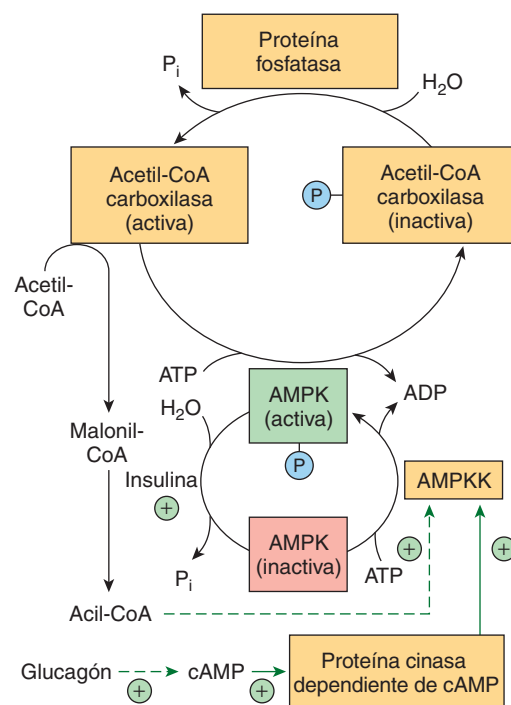 Proteína
fosfatasa
Pi
H2O
Acetil-CoA
carboxilasa
(activa)
P
Acetil-CoA
carboxilasa
(inactiva)
Acetil-
CoA
ATP
ADP
AMPK
(activa)
P
H2O
Malonil-
CoA
Insulina
+
AMPKK
AMPK
(inactiva)
+
+
Pi
ATP
Acil-CoA
Glucagón
+
cAMP
+
Proteína cinasa
dependiente de cAMP